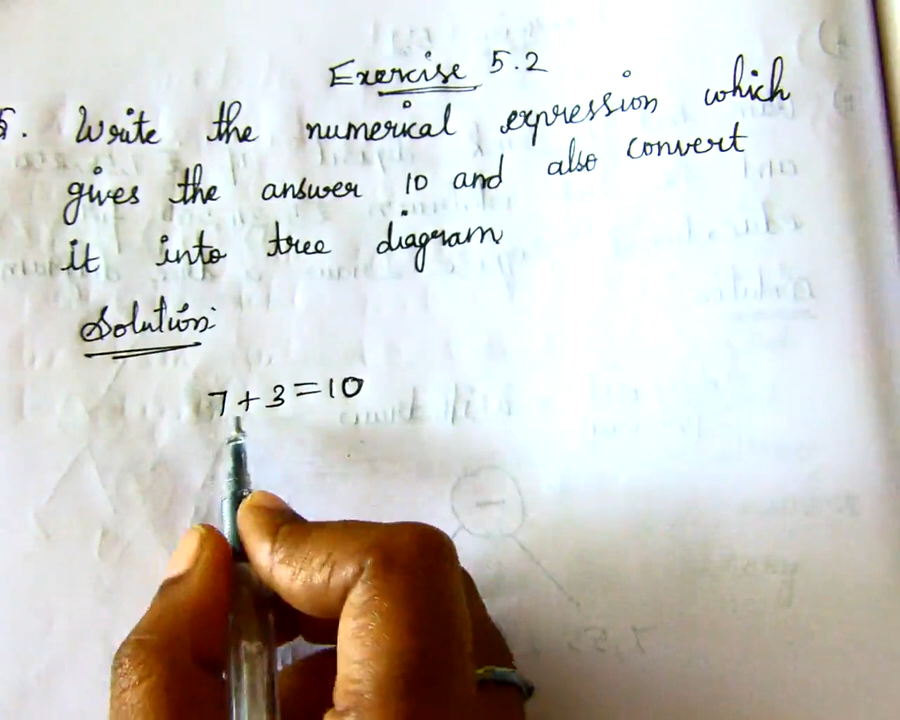 Exercise 5.2
5. Write the numerical expression which
gives the answer 10 and also convert
it into tree diagram
Solution:
7+3=10